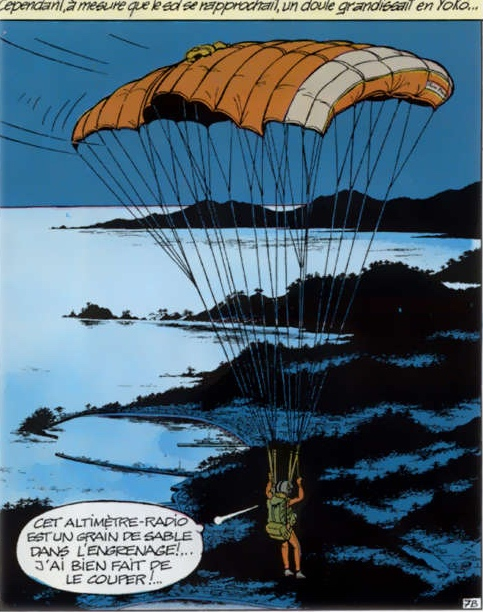 Cependant, à mesure que le sol se rapprochait, un doute grandissait en Yoko...
CET ALTIMÈTRE-RADIO
EST UN GRAIN DE SABLE
DANS L'ENGRENAGE!...
J'AI BIEN FAIT DE
LE COUPER!...
7B